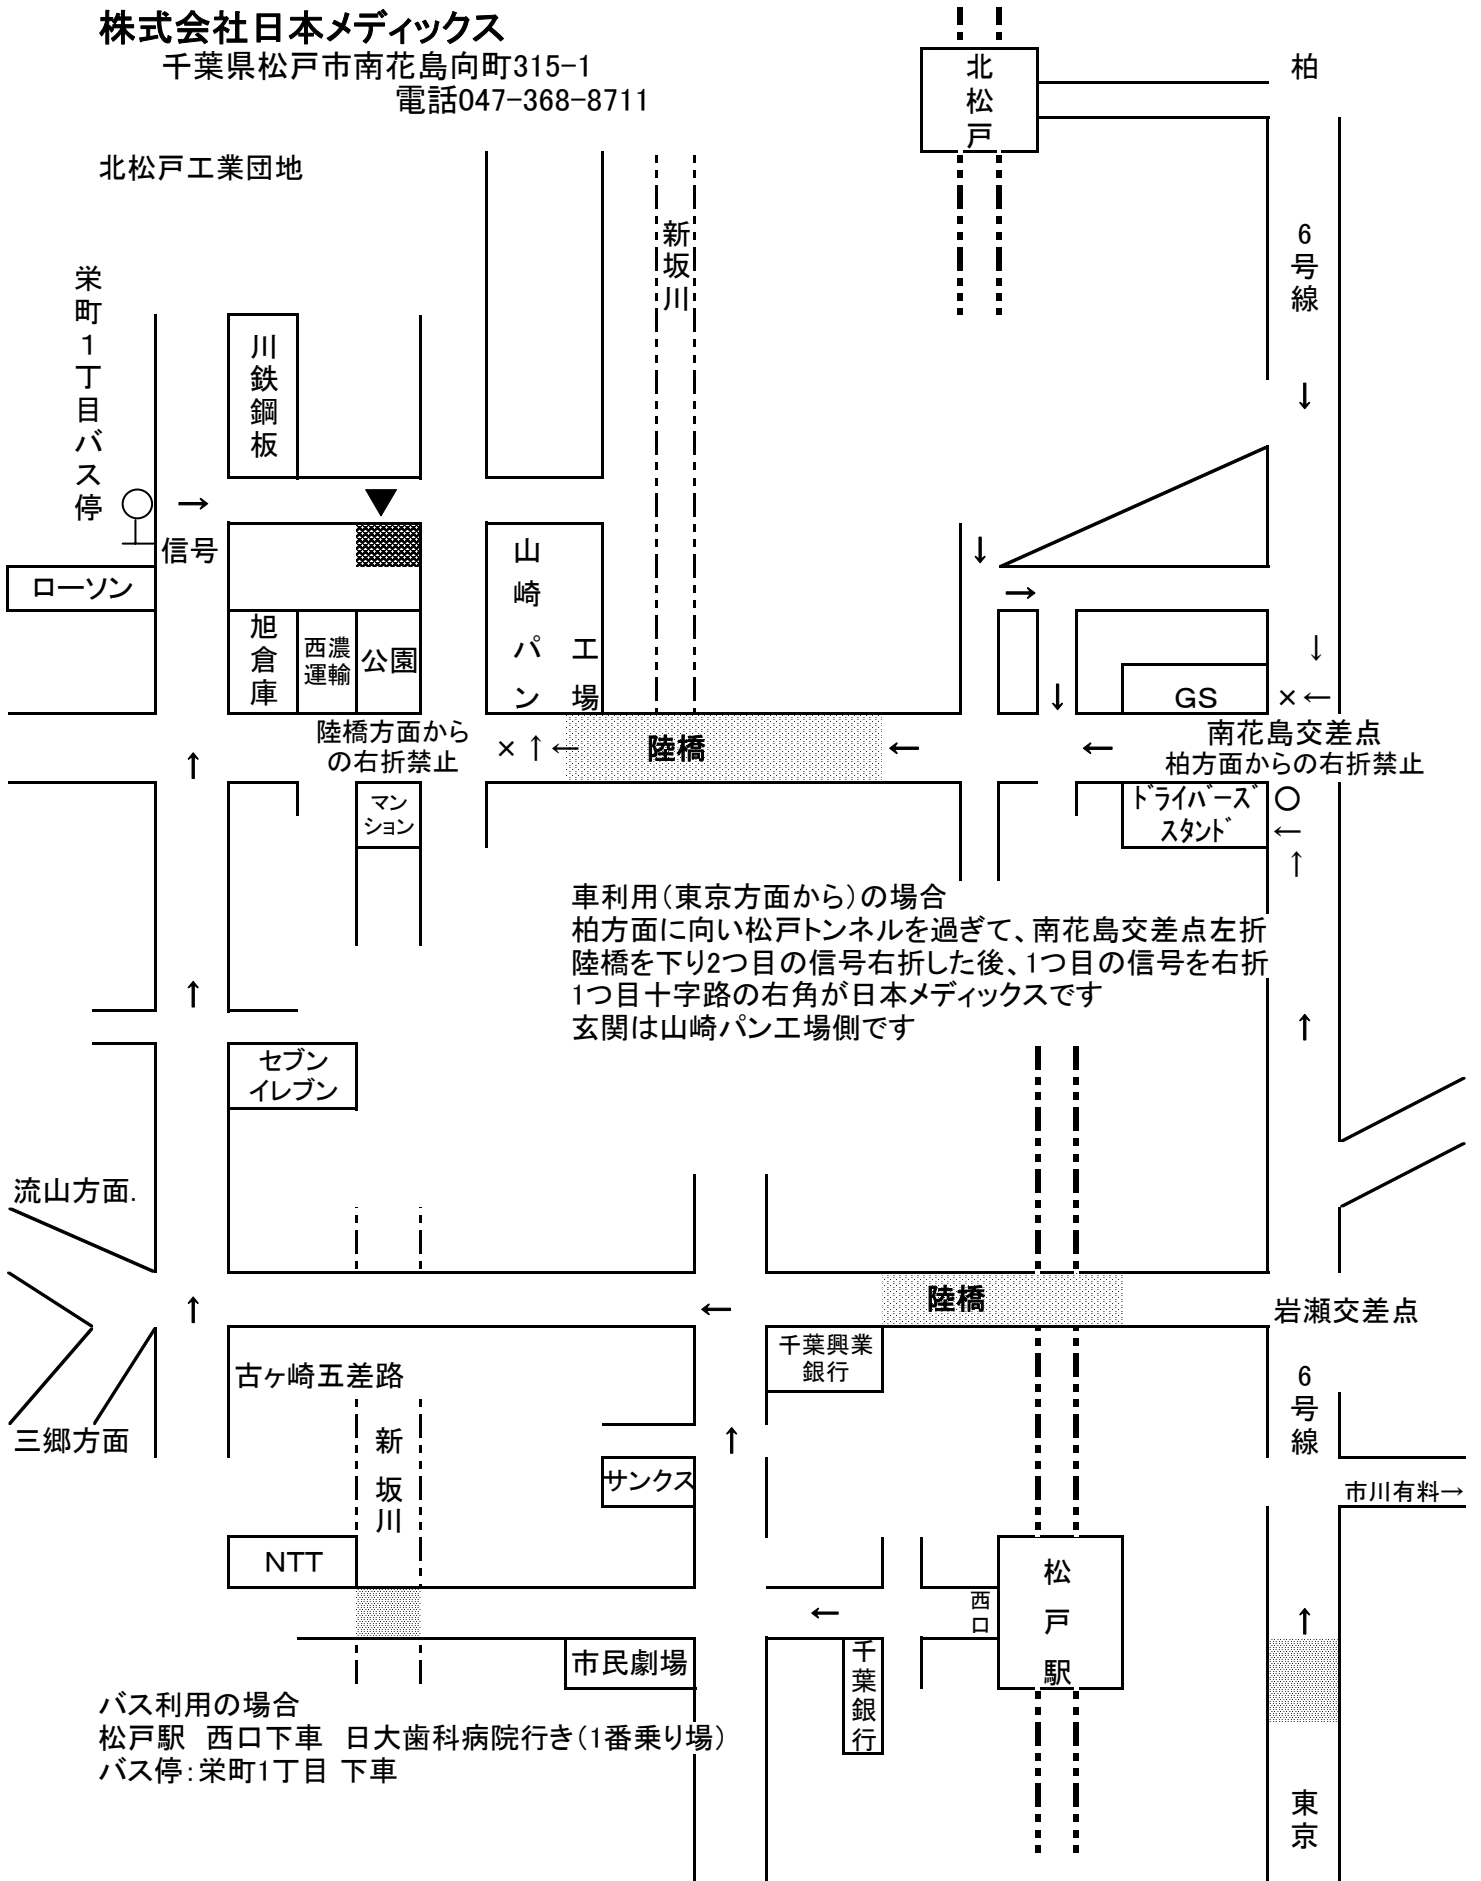 株式会社日本メディックス
千葉県松戸市南花島向町315-1
電話047-368-8711
北松戸
柏
北松戸工業団地
新坂川
6号線
栄町1丁目バス停
川鉄鋼板
↓
→
▼
信号
ローソン
山崎パン
工場
↓
→
旭倉庫
西濃
運輸
公園
↓
↓
GS
×←
陸橋方面から
の右折禁止
×↑←
陸橋
←
←
南花島交差点
柏方面からの右折禁止
↑
マン
ション
ドライバーズ
スタンド
○
←
↑
車利用(東京方面から)の場合
柏方面に向い松戸トンネルを過ぎて、南花島交差点左折
陸橋を下り2つ目の信号右折した後、1つ目の信号を右折
1つ目十字路の右角が日本メディックスです
玄関は山崎パン工場側です
↑
↑
セブン
イレブン
流山方面.
↑
←
陸橋
岩瀬交差点
千葉興業
銀行
古ヶ崎五差路
6号線
三郷方面
新坂川
↑
サンクス
市川有料→
NTT
松戸駅
西口
←
↑
市民劇場
千葉銀行
バス利用の場合
松戸駅 西口下車 日大歯科病院行き(1番乗り場)
バス停:栄町1丁目 下車
東京